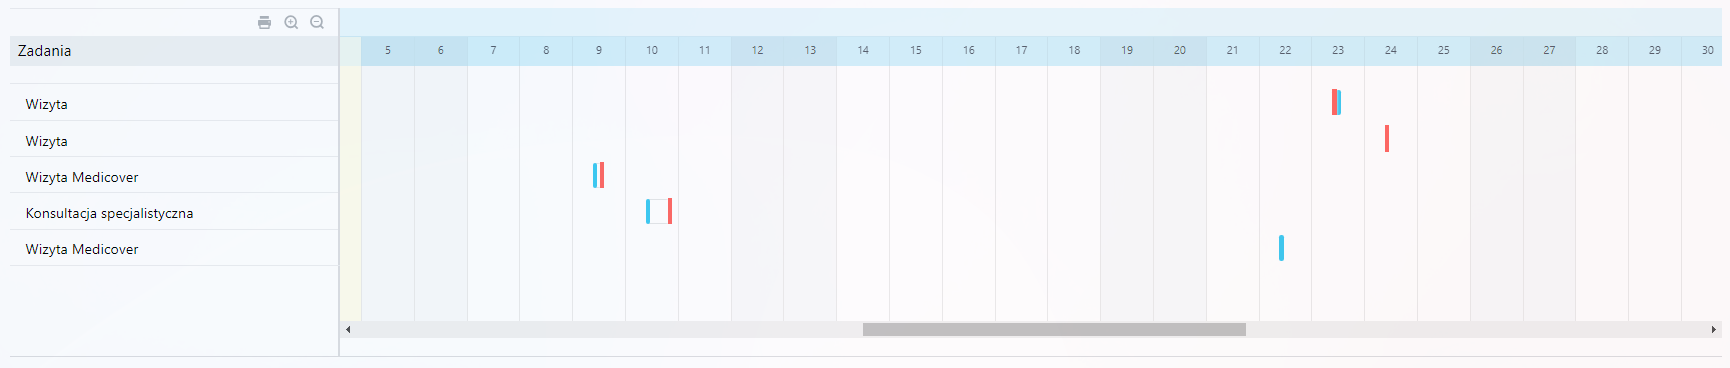 Zadania
5 6 7 8 9 10 11 12 13 14 15 16 17 18 19 20 21 22 23 24 25 26 27 28 29 30
Wizyta
Wizyta
Wizyta Medicover
Konsultacja specjalistyczna
Wizyta Medicover